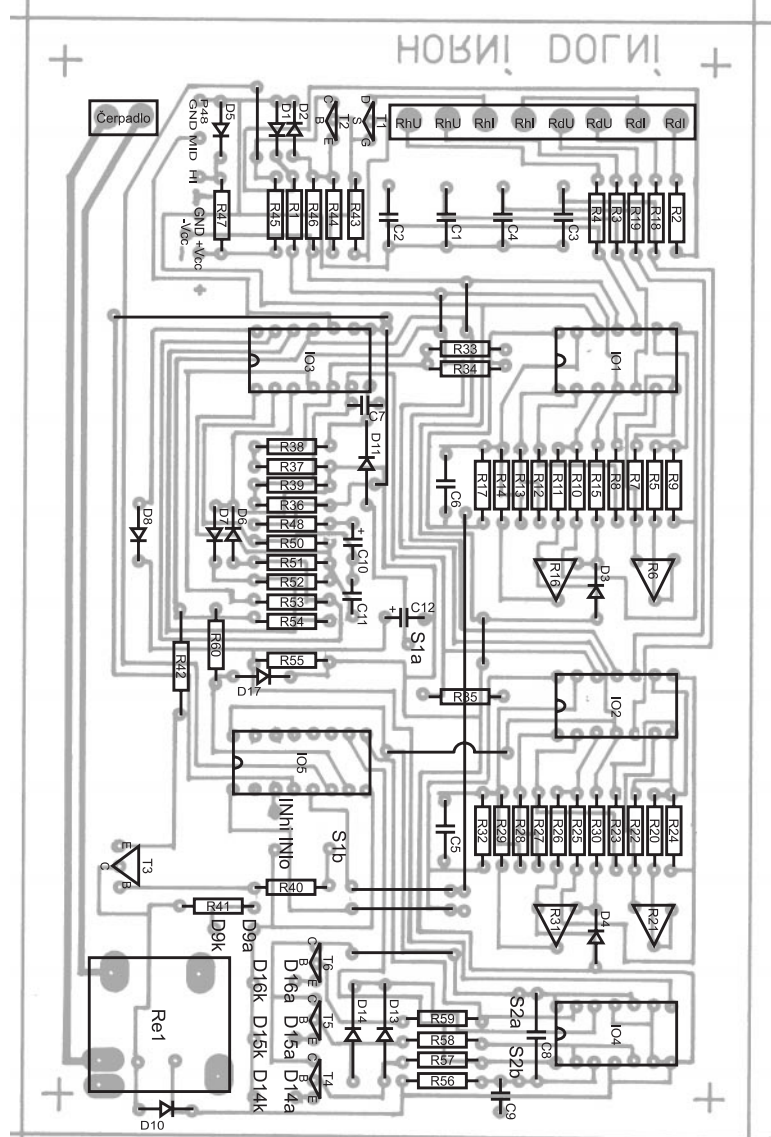 HORNÍ DOLNÍ
Čerpadlo
P48
GND
MID
HI
D5
D1
D2
T2
C
B
E
T1
D
S
G
RhU RhU RhI RhI RdU RdU RdI RdI
R47
R45
R1
R46
R44
R43
C2
C1
C4
C3
R4
R3
R19
R18
R2
GND +Vcc
-Vcc
-
+
IO3
R33
R34
IO1
C7
D11
R38
R37
R39
R36
R48
R50
R51
R52
R53
R54
R55
D8
D7
D6
+
C10
C11
+
C12
S1a
C6
R17
R14
R13
R12
R11
R10
R15
R8
R7
R5
R9
R16
D3
R6
R42
R60
D17
R35
IO2
IO5
INhi INlo
S1b
C5
R32
R29
R28
R27
R26
R25
R30
R23
R22
R20
R24
R31
D4
R21
T3
E
C
B
R40
R41
D9k
D9a
Re1
D16k
D16a
D15k
D15a
D14k
D14a
T6
C
B
E
T5
C
B
E
T4
C
B
E
D14
D13
R59
R58
R57
R56
S2a
S2b
C8
C9
IO4
D10